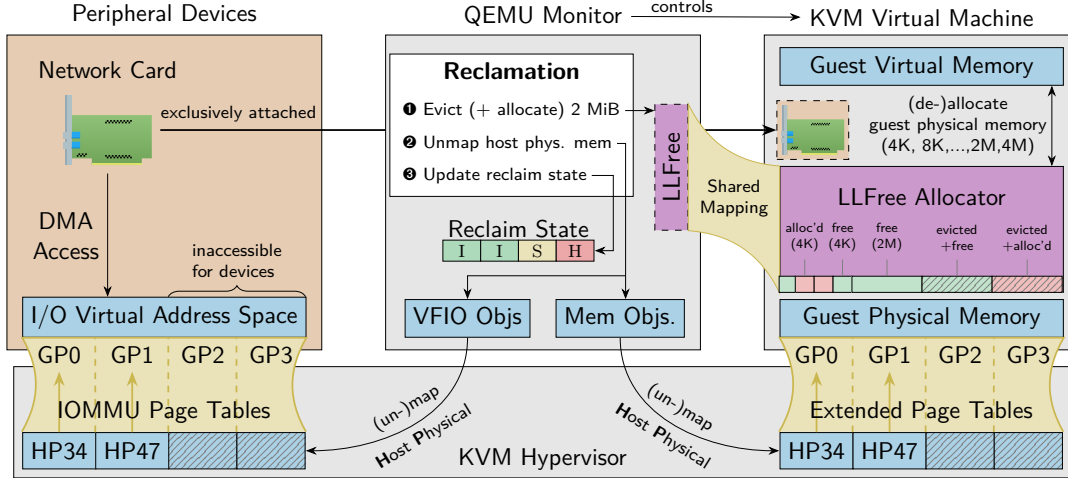 Peripheral Devices
QEMU Monitor
controls
KVM Virtual Machine
Network Card
exclusively attached
DMA
Access
inaccessible
for devices
I/O Virtual Address Space
GP0 GP1 GP2 GP3
IOMMU Page Tables
HP34 HP47
Reclamation
❶ Evict (+ allocate) 2 MiB
❷ Unmap host phys. mem
❸ Update reclaim state
LLFree
Shared
Mapping
Reclaim State
I I S H
VFIO Objs
Mem Objs.
(un-)map
Host Physical
(un-)map
Host Physical
KVM Hypervisor
Guest Virtual Memory
(de-)allocate
guest physical memory
(4K, 8K,...,2M,4M)
LLFree Allocator
alloc'd free free evicted evicted
(4K) (4K) (2M) +free +alloc'd
Guest Physical Memory
GP0 GP1 GP2 GP3
Extended Page Tables
HP34 HP47